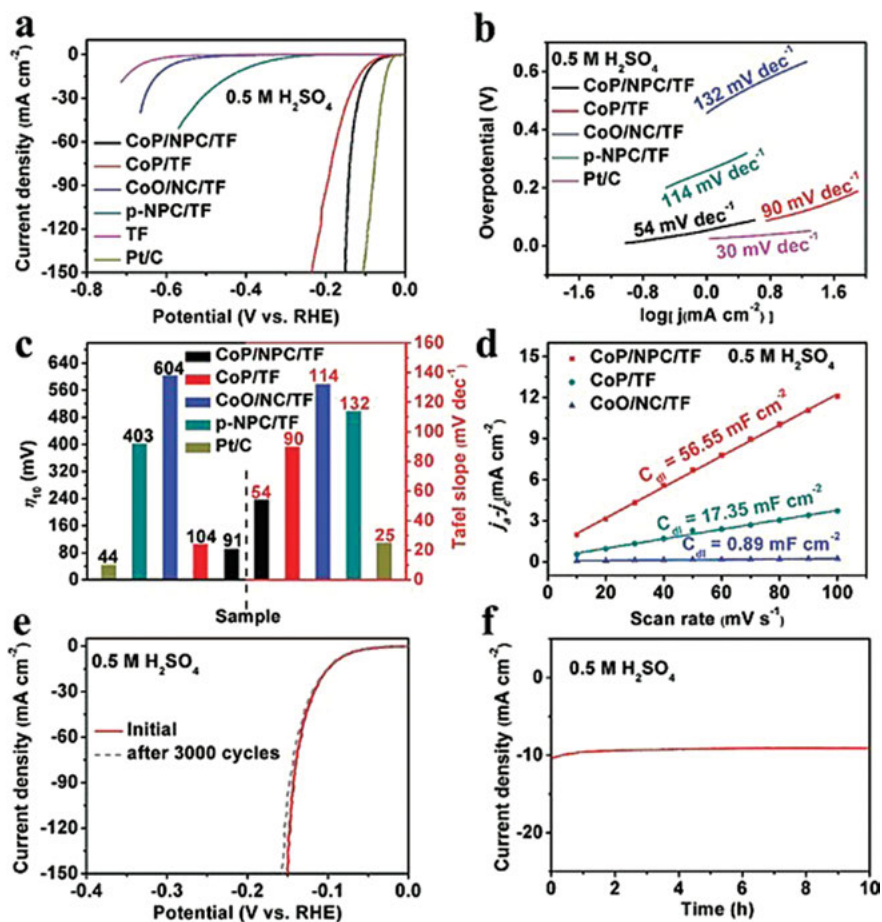 a
Current density (mA cm⁻²)
0
-30
-60
-90
-120
-150
0.5 M H₂SO₄
CoP/NPC/TF
CoP/TF
CoO/NC/TF
p-NPC/TF
TF
Pt/C
-0.8 -0.6 -0.4 -0.2 0.0
Potential (V vs. RHE)
b
Overpotential (V)
0.6
0.4
0.2
0.0
0.5 M H₂SO₄
CoP/NPC/TF
CoP/TF
CoO/NC/TF
p-NPC/TF
Pt/C
132 mV dec⁻¹
114 mV dec⁻¹
90 mV dec⁻¹
54 mV dec⁻¹
30 mV dec⁻¹
-1.6 -0.8 0.0 0.8 1.6
log[ j(mA cm⁻²) ]
c
η₁₀ (mV)
640
560
480
400
320
240
160
80
0
CoP/NPC/TF
CoP/TF
CoO/NC/TF
p-NPC/TF
Pt/C
44
403
604
104
91
54
90
114
132
25
160
140
120
100
80
60
40
20
0
Tafel slope (mV dec⁻¹)
Sample
d
jₐ-j꜀(mA cm⁻²)
15
12
9
6
3
0
CoP/NPC/TF
CoP/TF
CoO/NC/TF
0.5 M H₂SO₄
Cdl = 56.55 mF cm⁻²
Cdl = 17.35 mF cm⁻²
Cdl = 0.89 mF cm⁻²
20 40 60 80 100
Scan rate (mV s⁻¹)
e
Current density (mA cm⁻²)
0
-30
-60
-90
-120
-150
0.5 M H₂SO₄
Initial
after 3000 cycles
-0.4 -0.3 -0.2 -0.1 0.0
Potential (V vs. RHE)
f
Current density (mA cm⁻²)
0
-10
-20
0.5 M H₂SO₄
0 2 4 6 8 10
Time (h)